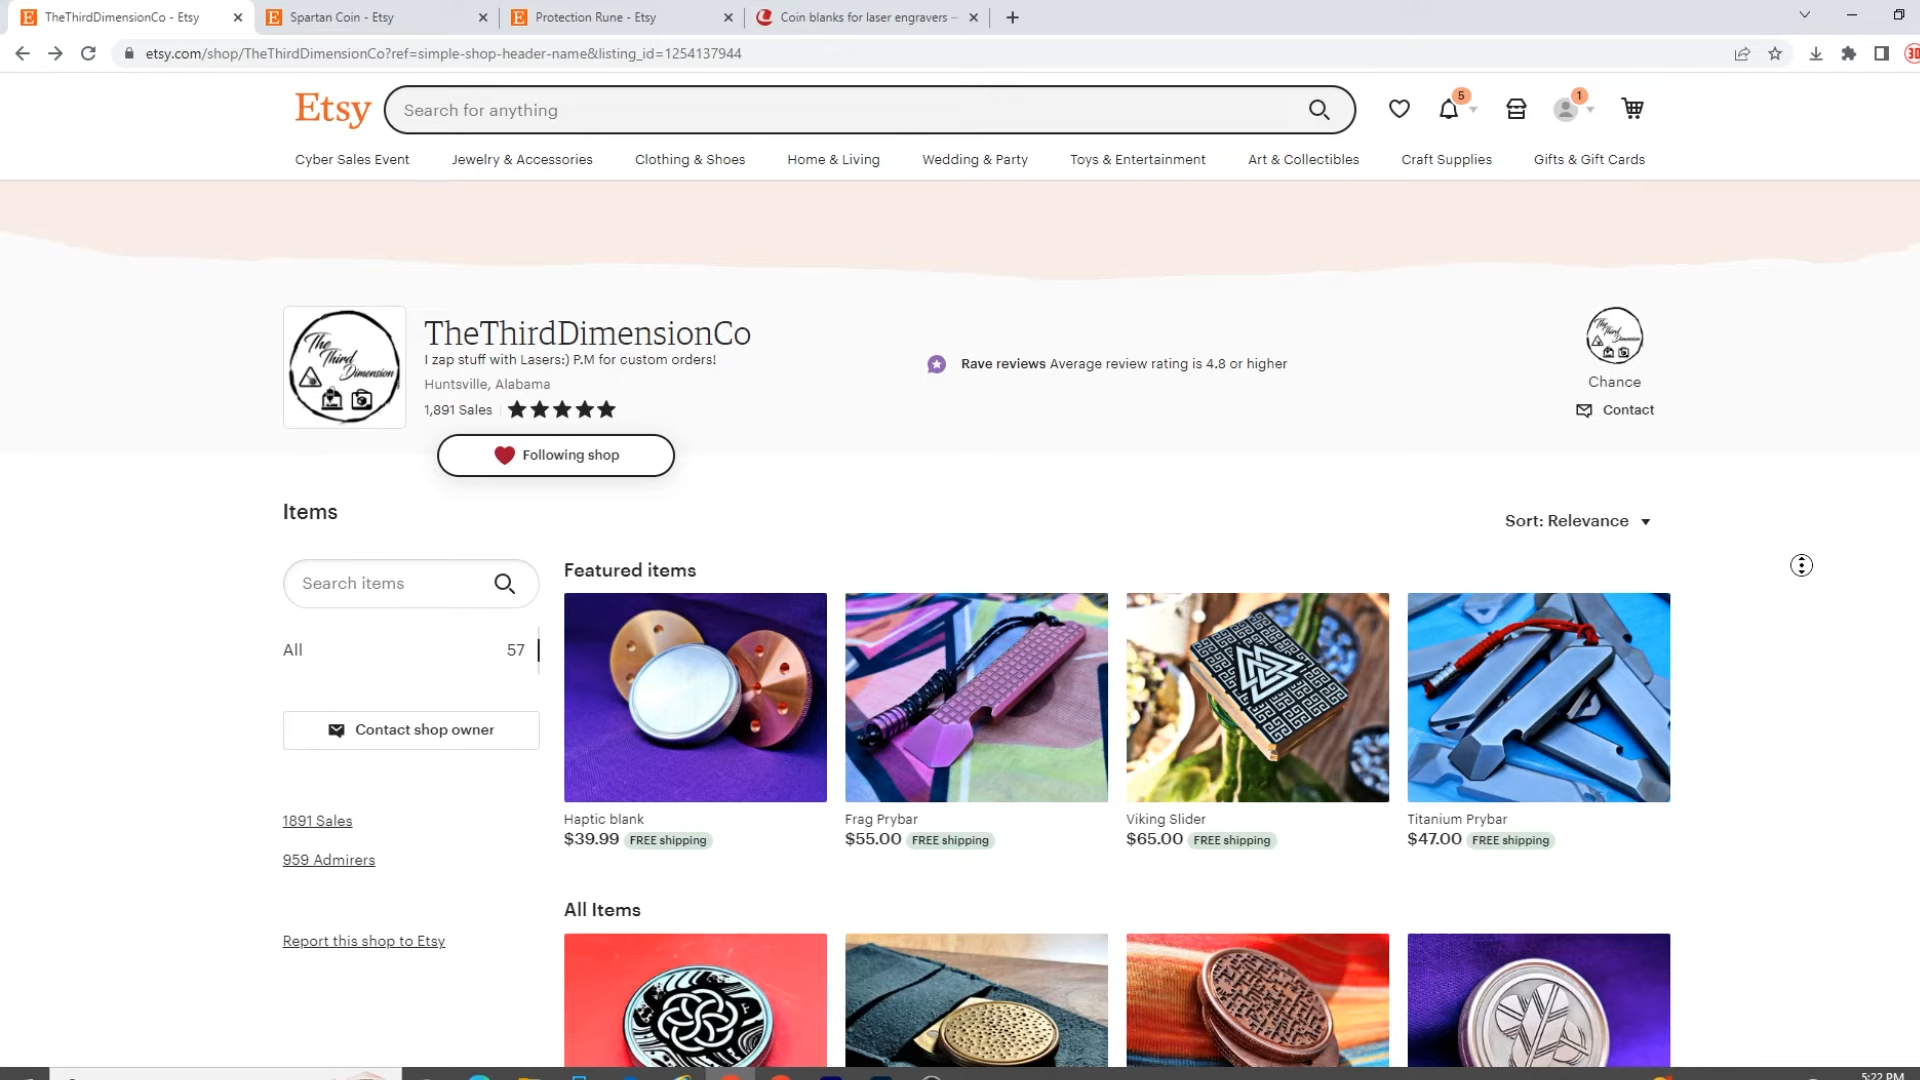 TheThirdDimensionCo - Etsy
Spartan Coin - Etsy
Protection Rune - Etsy
Coin blanks for laser engravers –
etsy.com/shop/TheThirdDimensionCo?ref=simple-shop-header-name&listing_id=1254137944
3D
Etsy
Search for anything
5
1
Cyber Sales Event
Jewelry & Accessories
Clothing & Shoes
Home & Living
Wedding & Party
Toys & Entertainment
Art & Collectibles
Craft Supplies
Gifts & Gift Cards
The Third Dimension
TheThirdDimensionCo
I zap stuff with Lasers:) P.M for custom orders!
Huntsville, Alabama
1,891 Sales
Following shop
Rave reviews Average review rating is 4.8 or higher
The Third Dimension
Chance
Contact
Items
Sort: Relevance
Search items
All 57
Contact shop owner
1891 Sales
959 Admirers
Report this shop to Etsy
Featured items
Haptic blank
$39.99 FREE shipping
Frag Prybar
$55.00 FREE shipping
Viking Slider
$65.00 FREE shipping
Titanium Prybar
$47.00 FREE shipping
All Items
5:22 PM